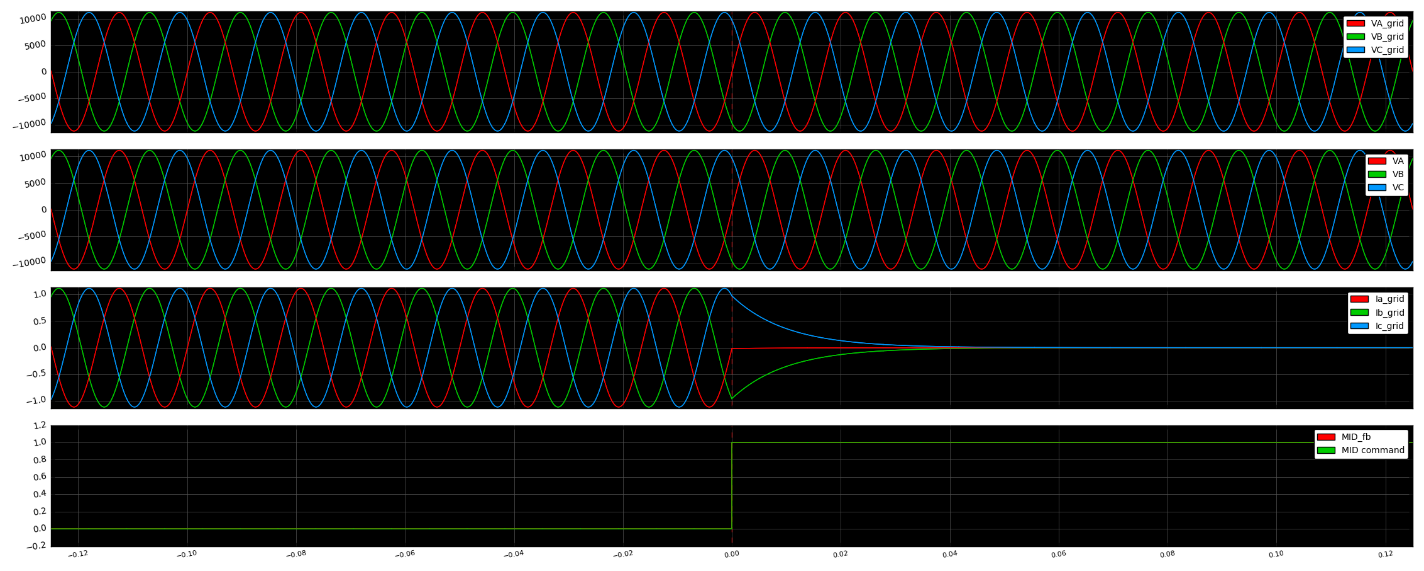 10000
5000
0
−5000
−10000
VA_grid
VB_grid
VC_grid
10000
5000
0
−5000
−10000
VA
VB
VC
1.0
0.5
0.0
−0.5
−1.0
Ia_grid
Ib_grid
Ic_grid
1.2
1.0
0.8
0.6
0.4
0.2
0.0
−0.2
MID_fb
MID command
−0.12 −0.10 −0.08 −0.06 −0.04 −0.02 0.00 0.02 0.04 0.06 0.08 0.10 0.12